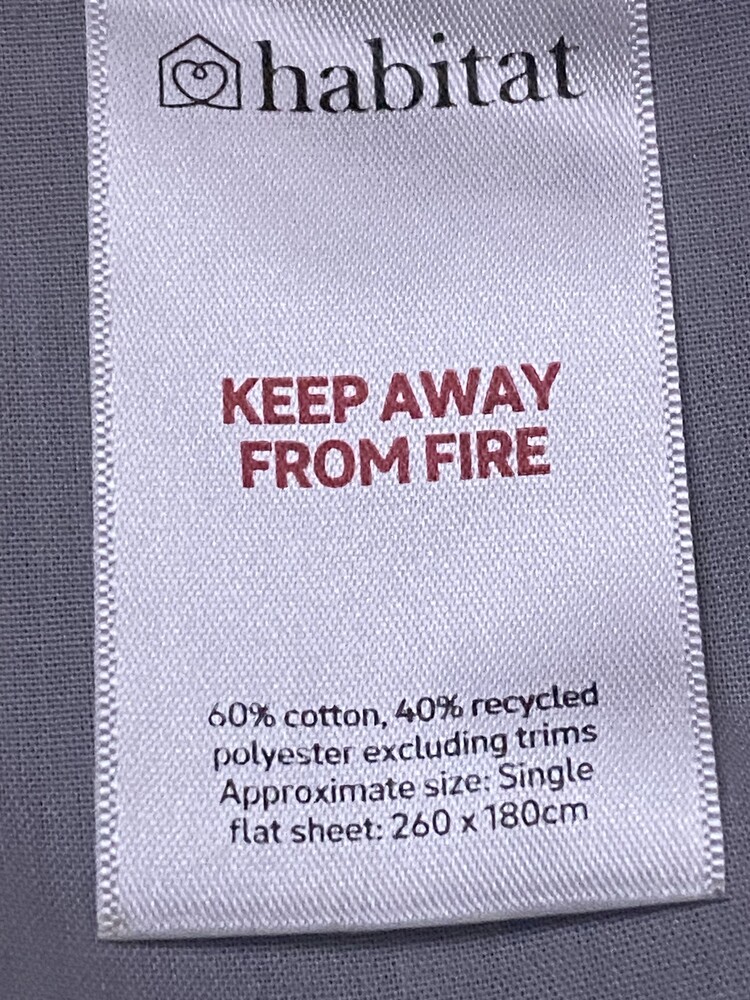 habitat
KEEP AWAY
FROM FIRE
60% cotton, 40% recycled
polyester excluding trims
Approximate size: Single
flat sheet: 260 x 180cm